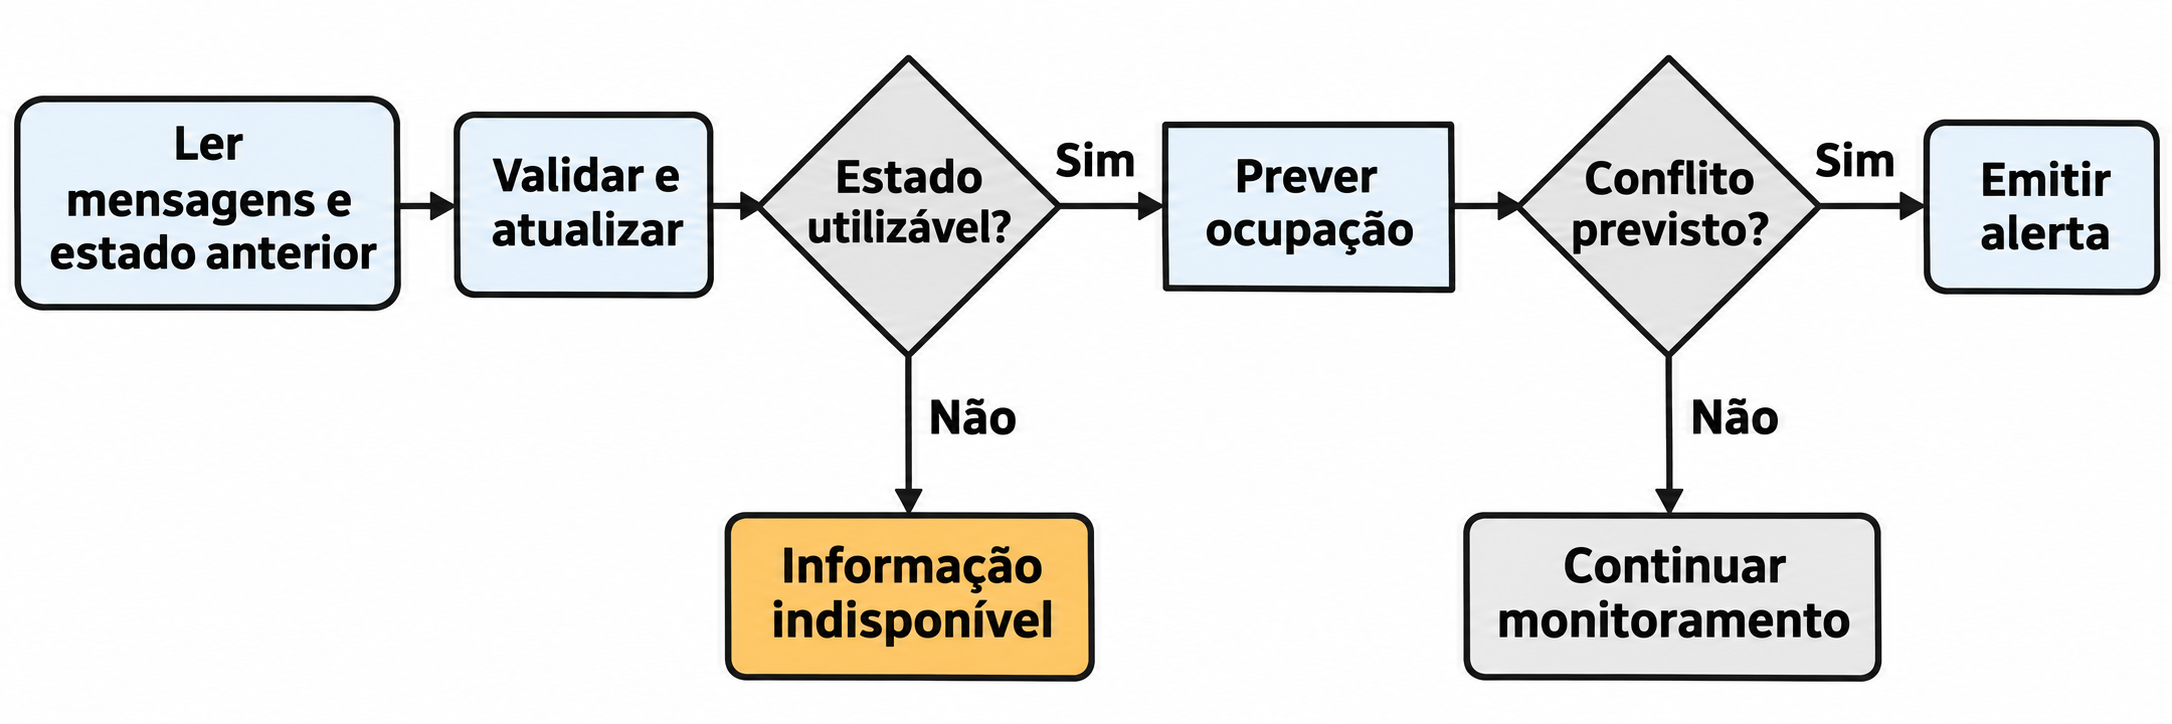 Ler
mensagens e
estado anterior
Validar e
atualizar
Estado
utilizável?
Sim
Prever
ocupação
Conflito
previsto?
Sim
Emitir
alerta
Não
Não
Informação
indisponível
Continuar
monitoramento